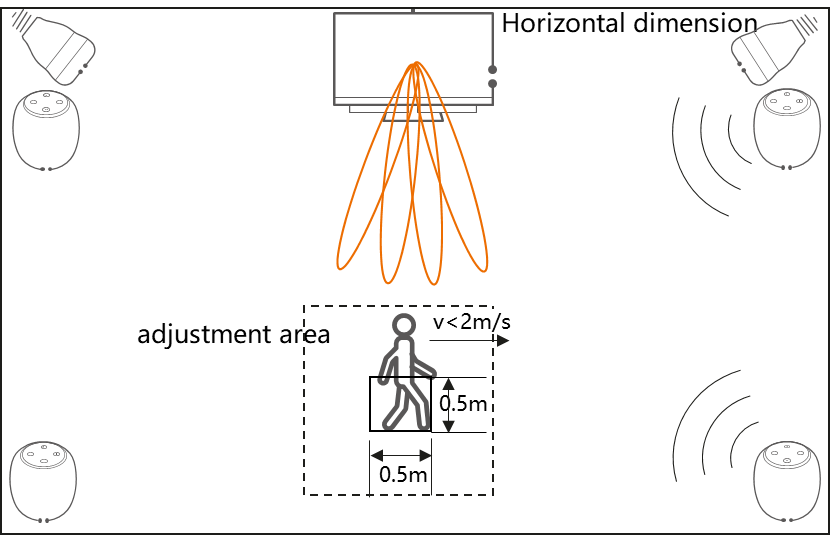 Horizontal dimension
adjustment area
v<2m/s
0.5m
0.5m